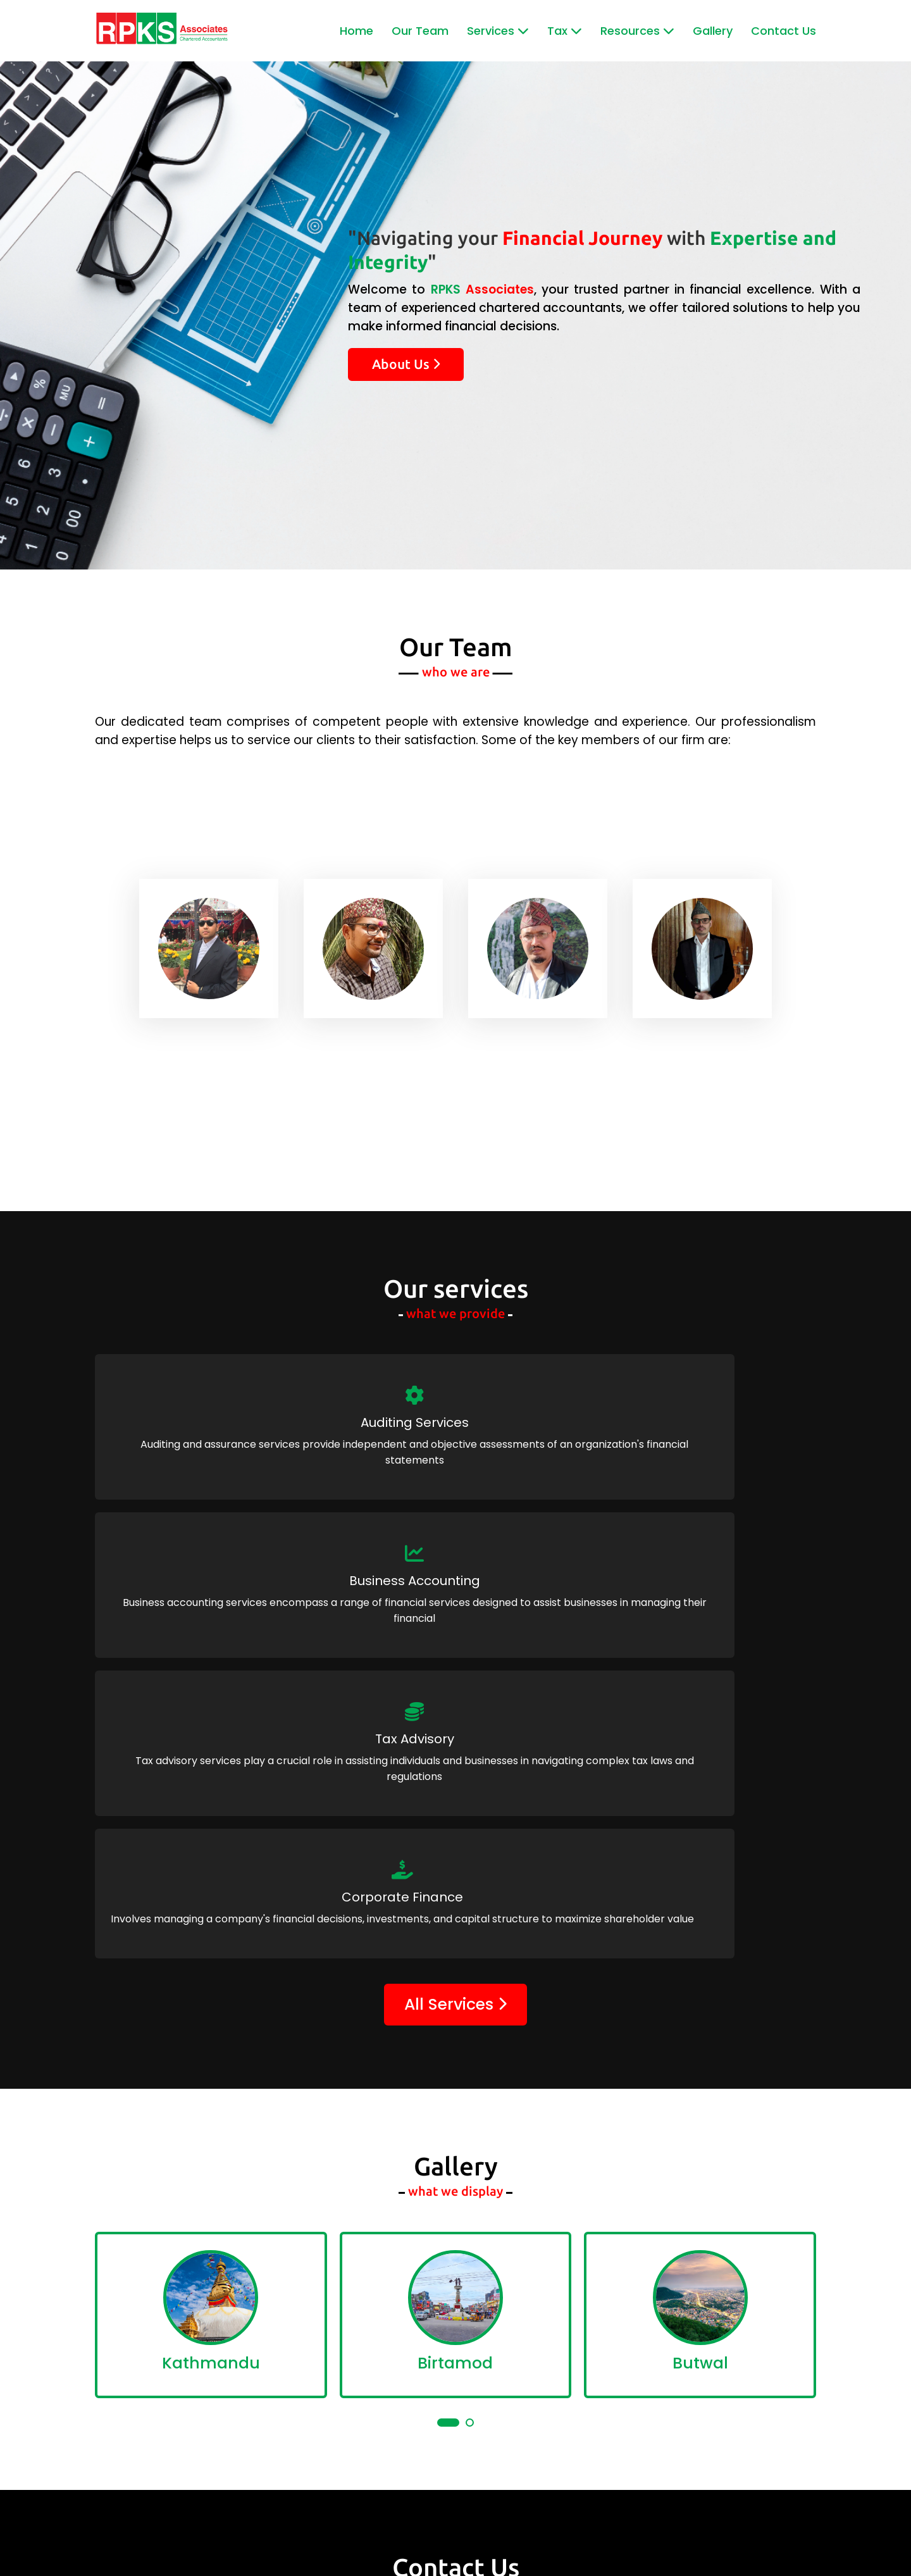 RPKS Associates
Chartered Accountants
Home Our Team Services Tax Resources Gallery Contact Us
"Navigating your Financial Journey with Expertise and
Integrity"
Welcome to RPKS Associates, your trusted partner in financial excellence. With a
team of experienced chartered accountants, we offer tailored solutions to help you
make informed financial decisions.
About Us
MU
%
÷
×
−
+
6
3
5
2
00
4
1
0
Our Team
who we are
Our dedicated team comprises of competent people with extensive knowledge and experience. Our professionalism
and expertise helps us to service our clients to their satisfaction. Some of the key members of our firm are:
Our services
what we provide
Auditing Services
Auditing and assurance services provide independent and objective assessments of an organization's financial
statements
Business Accounting
Business accounting services encompass a range of financial services designed to assist businesses in managing their
financial
Tax Advisory
Tax advisory services play a crucial role in assisting individuals and businesses in navigating complex tax laws and
regulations
Corporate Finance
Involves managing a company's financial decisions, investments, and capital structure to maximize shareholder value
All Services
Gallery
what we display
Kathmandu
Birtamod
Butwal
Contact Us